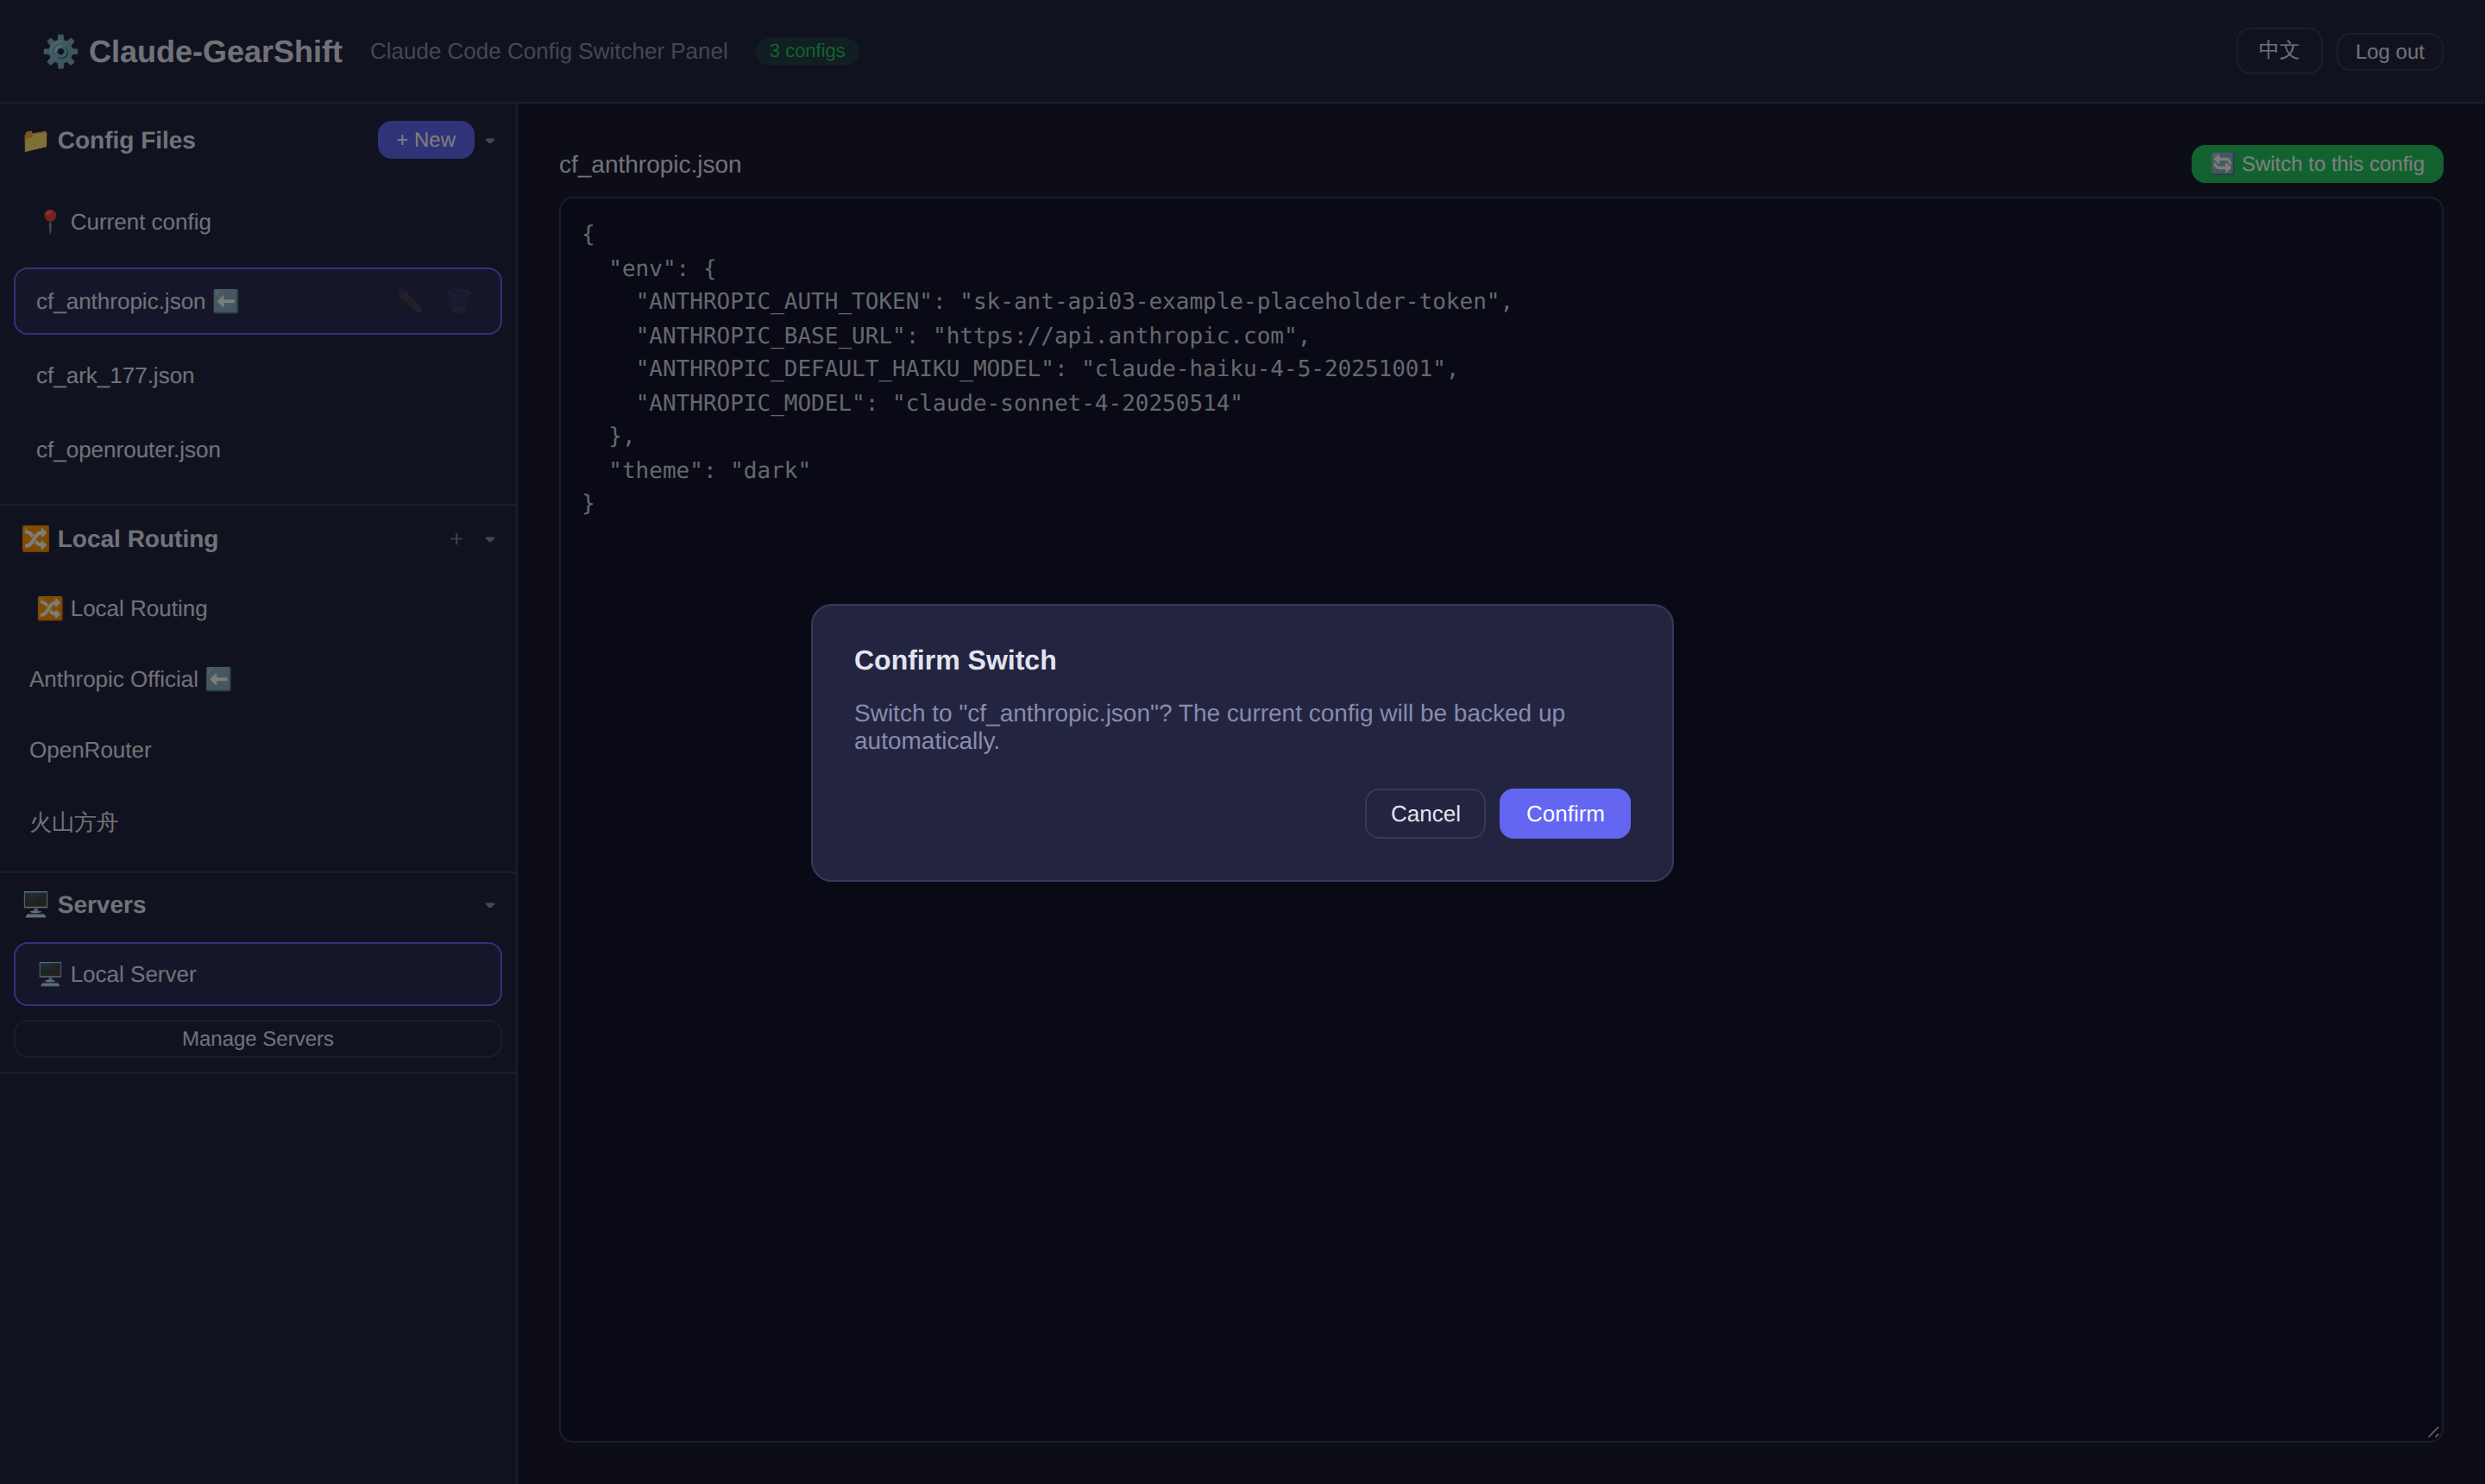 ⚙️ Claude-GearShift Claude Code Config Switcher Panel 3 configs 中文 Log out
📁 Config Files + New
📍 Current config
cf_anthropic.json ⬅️ ✏️ 🗑️
cf_ark_177.json
cf_openrouter.json
🔀 Local Routing +
🔀 Local Routing
Anthropic Official ⬅️
OpenRouter
火山方舟
🖥️ Servers
🖥️ Local Server
Manage Servers
cf_anthropic.json 🔄 Switch to this config
{
  "env": {
    "ANTHROPIC_AUTH_TOKEN": "sk-ant-api03-example-placeholder-token",
    "ANTHROPIC_BASE_URL": "https://api.anthropic.com",
    "ANTHROPIC_DEFAULT_HAIKU_MODEL": "claude-haiku-4-5-20251001",
    "ANTHROPIC_MODEL": "claude-sonnet-4-20250514"
  },
  "theme": "dark"
}
Confirm Switch
Switch to "cf_anthropic.json"? The current config will be backed up
automatically.
Cancel Confirm